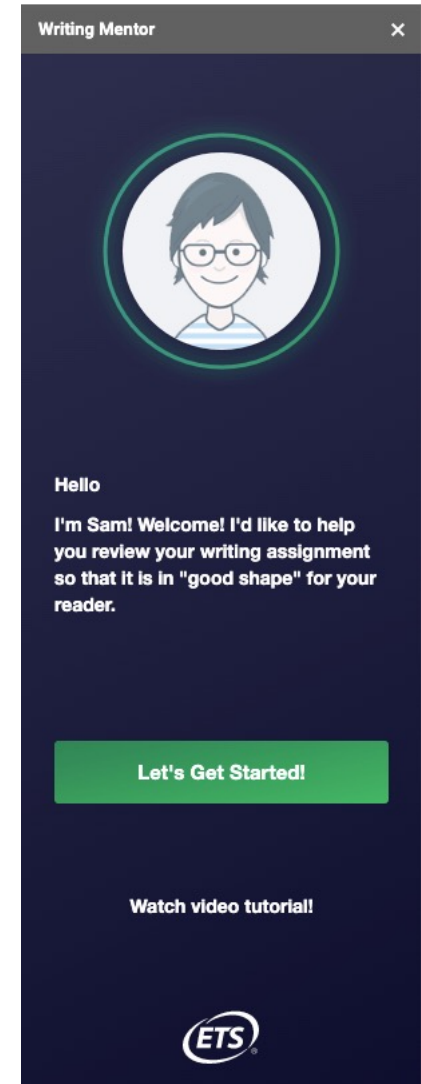 Writing Mentor ×
Hello
I'm Sam! Welcome! I'd like to help
you review your writing assignment
so that it is in "good shape" for your
reader.
Let's Get Started!
Watch video tutorial!
ETS®